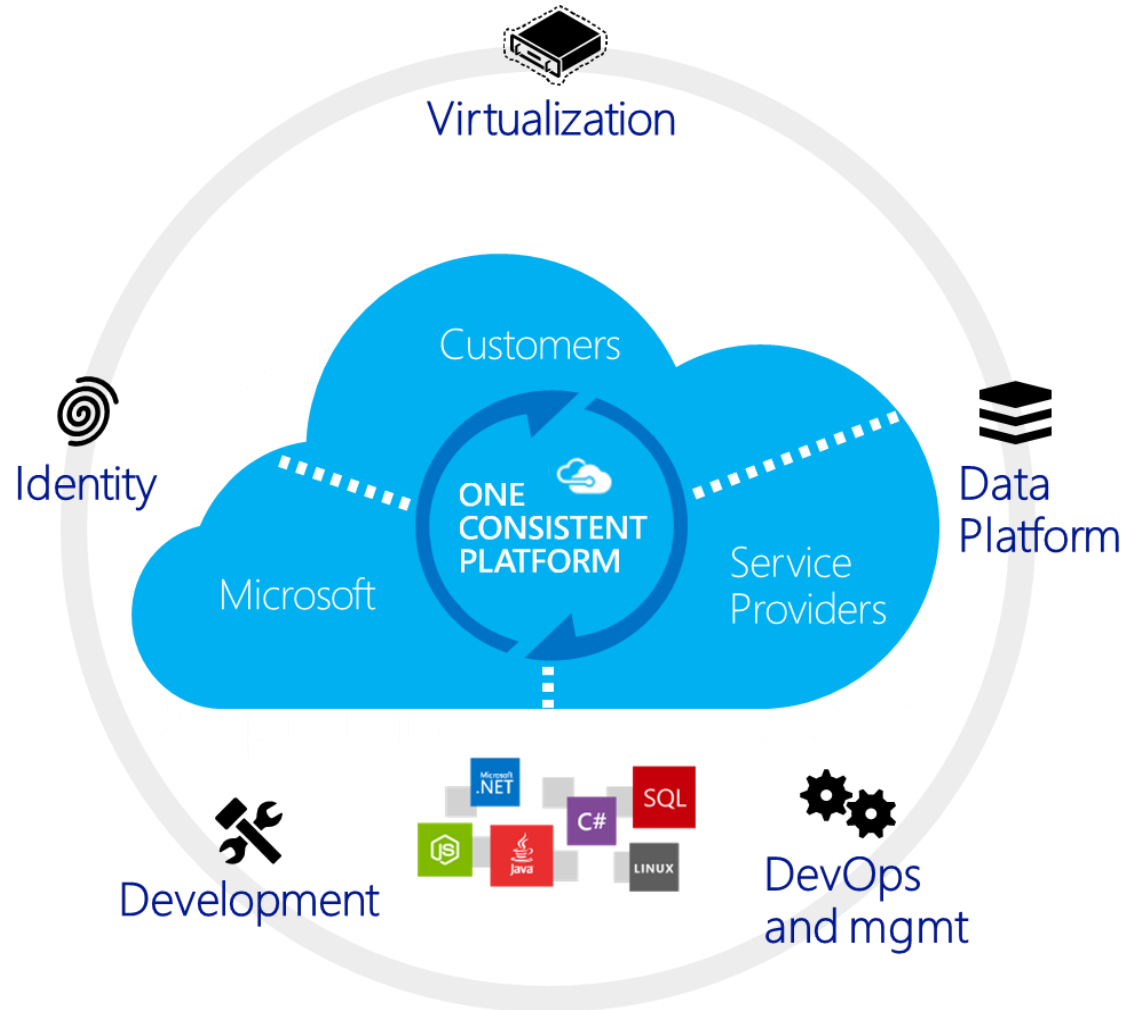 Virtualization
Customers
Identity
ONE
CONSISTENT
PLATFORM
Data
Platform
Microsoft
Service
Providers
Microsoft
.NET
SQL
C#
JS
Java
LINUX
Development
DevOps
and mgmt